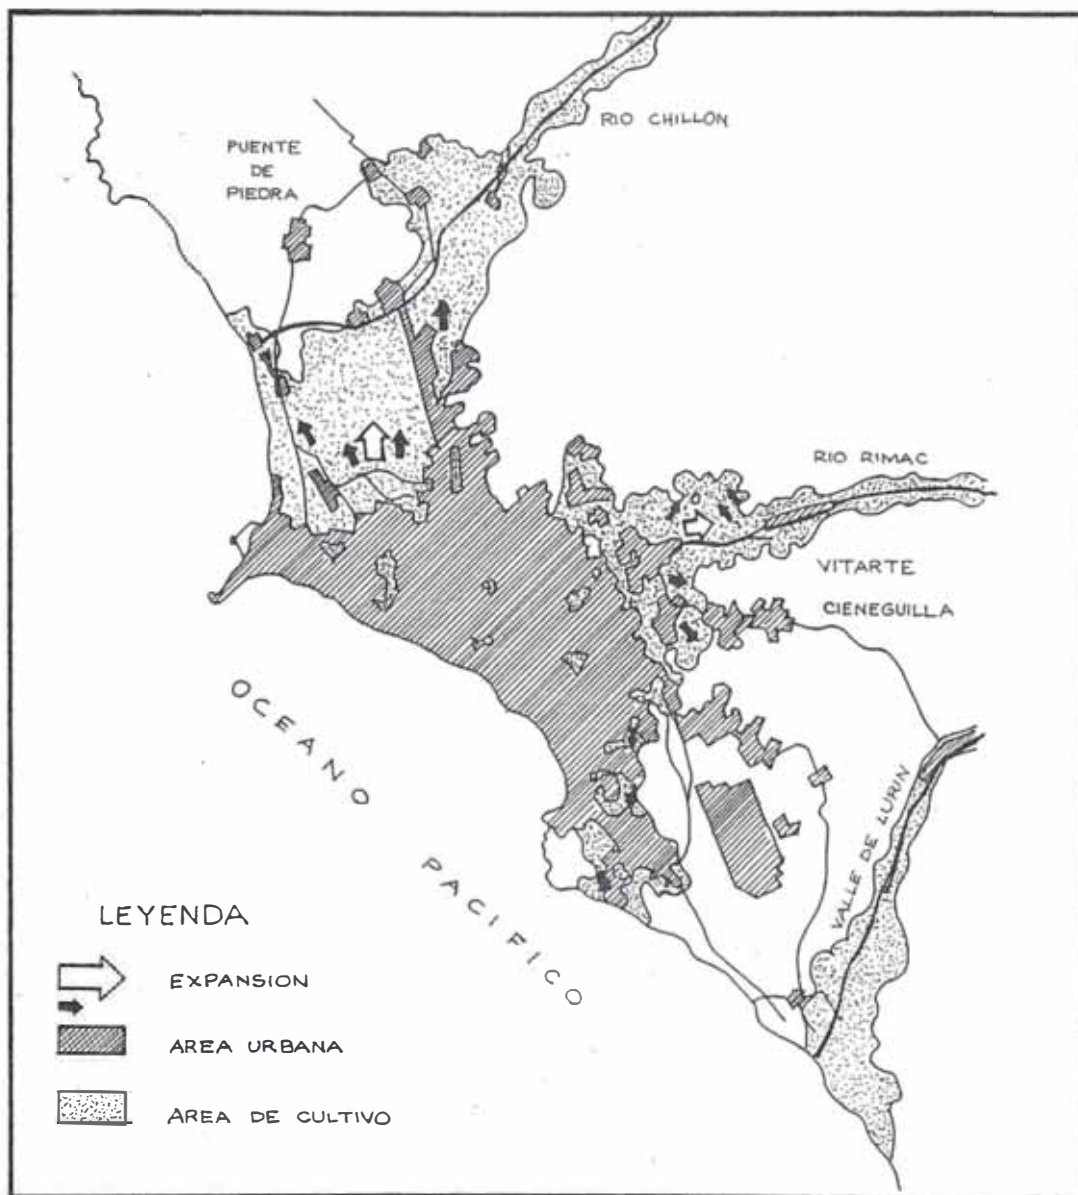 RIO CHILLON
PUENTE
DE
PIEDRA
RIO RIMAC
VITARTE
CIENEGUILLA
OCEANO PACIFICO
VALLE DE LURIN
LEYENDA
EXPANSION
AREA URBANA
AREA DE CULTIVO